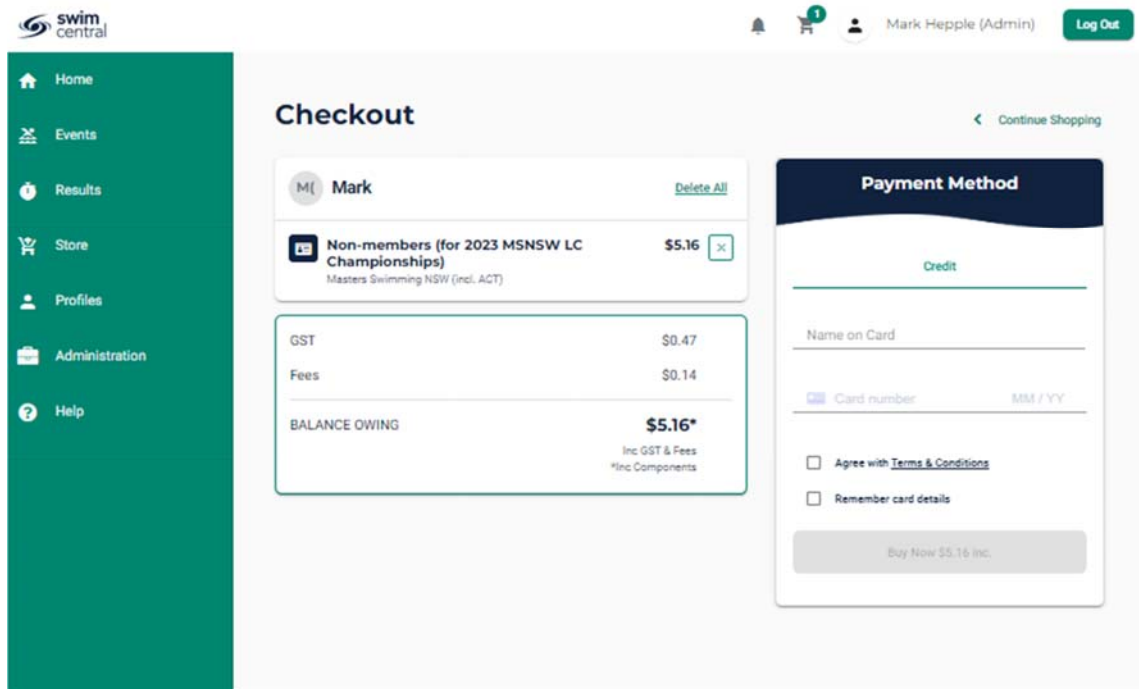 swim
central
1
Mark Hepple (Admin)
Log Out
Home
Events
Results
Store
Profiles
Administration
Help
Checkout
Continue Shopping
M(
Mark
Delete All
Non-members (for 2023 MSNSW LC
Championships)
$5.16
Masters Swimming NSW (incl. ACT)
GST $0.47
Fees $0.14
BALANCE OWING $5.16*
Inc GST & Fees
*Inc Components
Payment Method
Credit
Name on Card
Card number MM / YY
Agree with Terms & Conditions
Remember card details
Buy Now $5.16 inc.